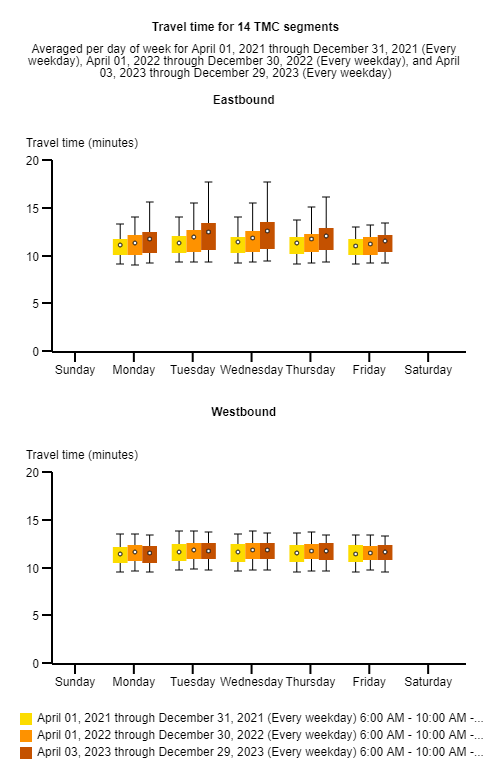 Travel time for 14 TMC segments
Averaged per day of week for April 01, 2021 through December 31, 2021 (Every
weekday), April 01, 2022 through December 30, 2022 (Every weekday), and April
03, 2023 through December 29, 2023 (Every weekday)
Eastbound
Travel time (minutes)
20
15
10
5
0
Sunday Monday Tuesday Wednesday Thursday Friday Saturday
Westbound
Travel time (minutes)
20
15
10
5
0
Sunday Monday Tuesday Wednesday Thursday Friday Saturday
April 01, 2021 through December 31, 2021 (Every weekday) 6:00 AM - 10:00 AM -...
April 01, 2022 through December 30, 2022 (Every weekday) 6:00 AM - 10:00 AM -...
April 03, 2023 through December 29, 2023 (Every weekday) 6:00 AM - 10:00 AM -...